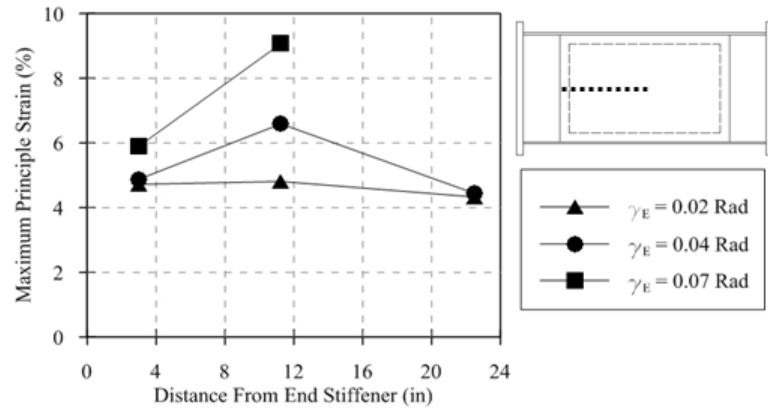 10
8
6
4
2
0
Maximum Principle Strain (%)
0 4 8 12 16 20 24
Distance From End Stiffener (in)
γE = 0.02 Rad
γE = 0.04 Rad
γE = 0.07 Rad